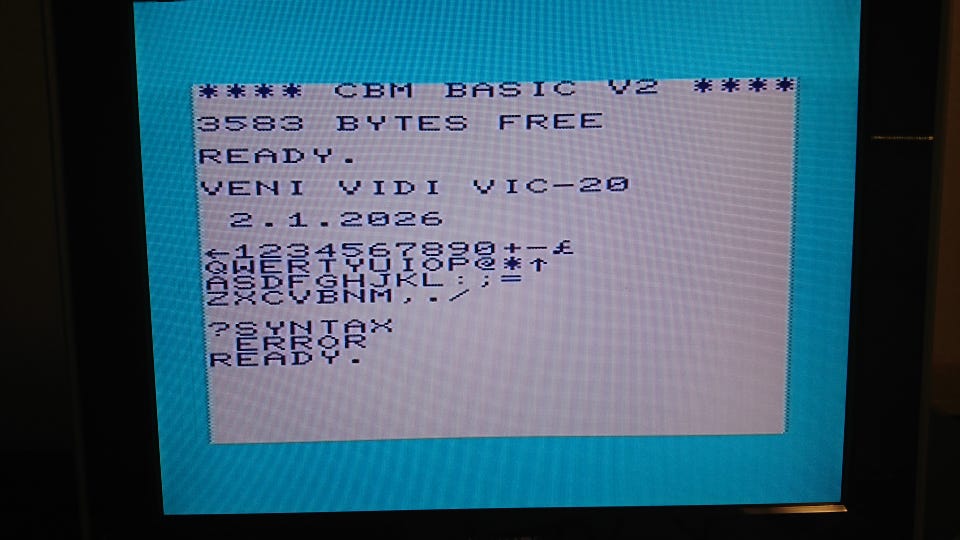 **** CBM BASIC V2 ****
3583 BYTES FREE
READY.
VENI VIDI VIC-20
2.1.2026
←1234567890+-£
QWERTYUIOP@*↑
ASDFGHJKL:;=
ZXCVBNM,./
?SYNTAX
ERROR
READY.